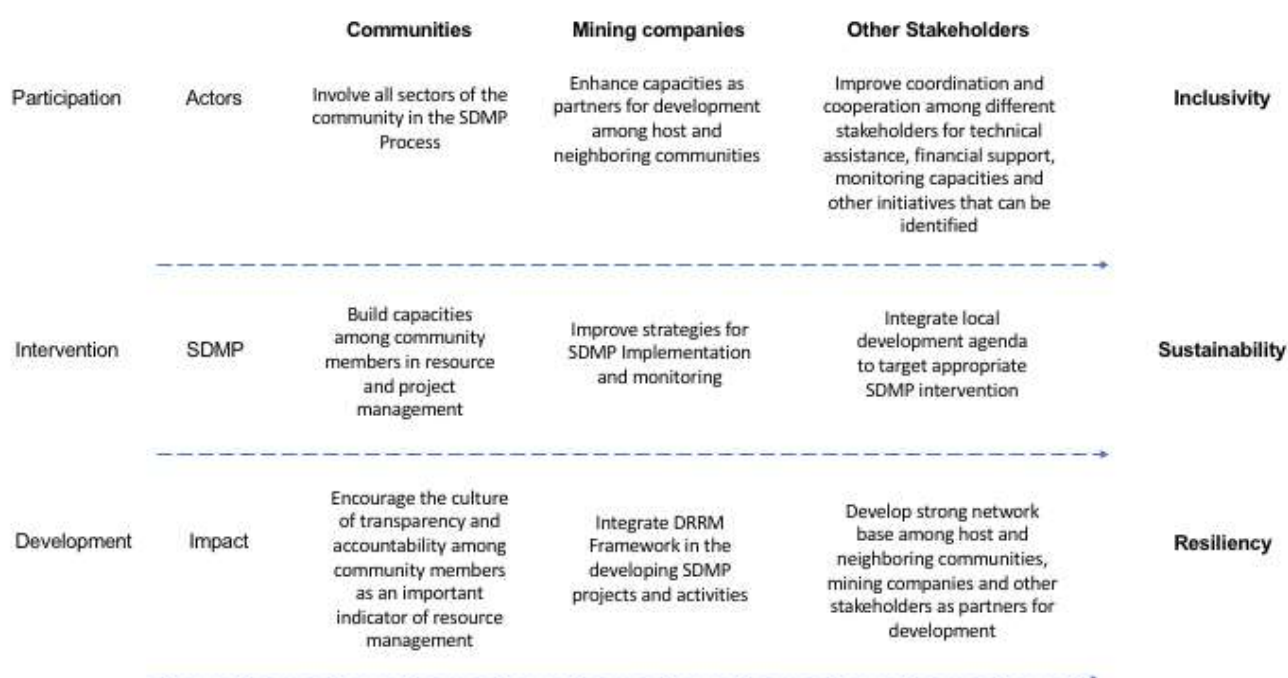 Communities
Mining companies
Other Stakeholders
Participation
Actors
Involve all sectors of the
community in the SDMP
Process
Enhance capacities as
partners for development
among host and
neighboring communities
Improve coordination and
cooperation among different
stakeholders for technical
assistance, financial support,
monitoring capacities and
other initiatives that can be
identified
Inclusivity
Intervention
SDMP
Build capacities
among community
members in resource
and project
management
Improve strategies for
SDMP Implementation
and monitoring
Integrate local
development agenda
to target appropriate
SDMP intervention
Sustainability
Development
Impact
Encourage the culture
of transparency and
accountability among
community members
as an important
indicator of resource
management
Integrate DRRM
Framework in the
developing SDMP
projects and activities
Develop strong network
base among host and
neighboring communities,
mining companies and other
stakeholders as partners for
development
Resiliency